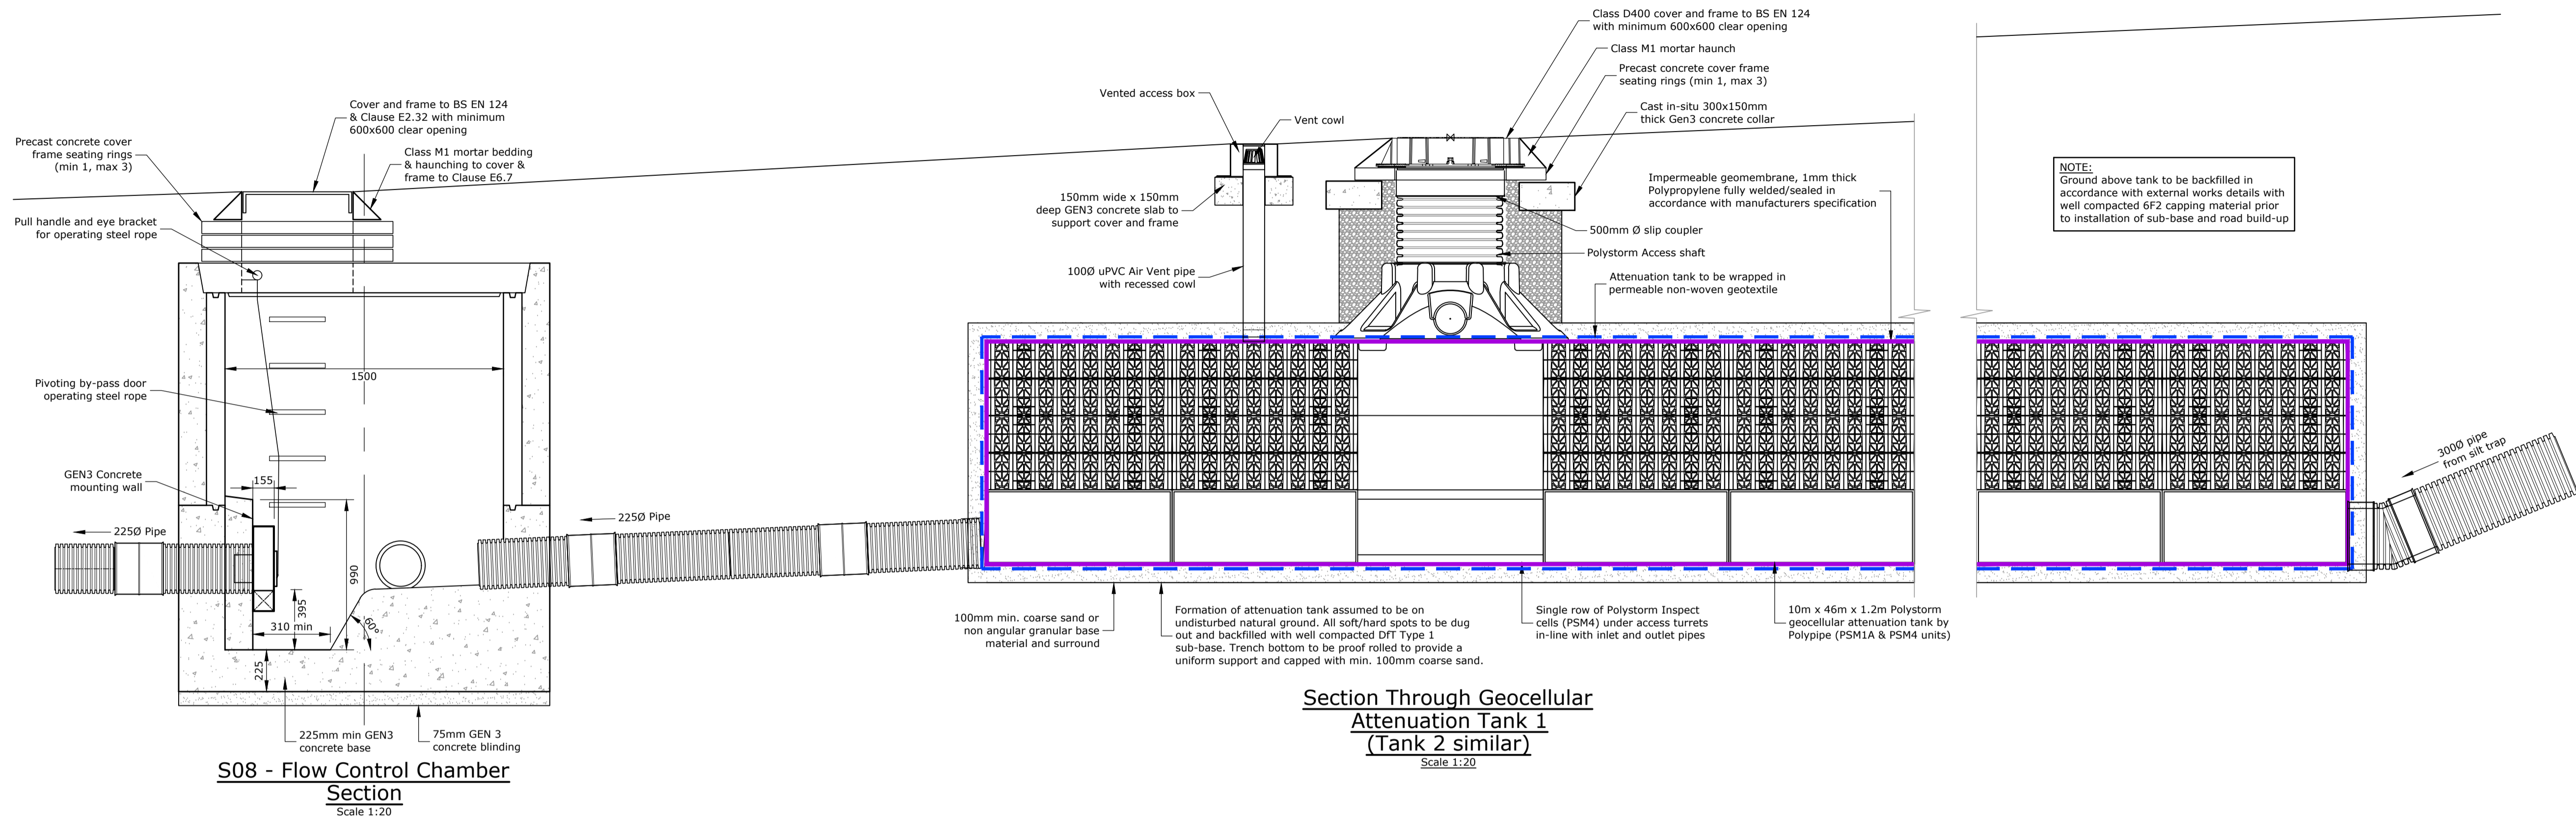 Cover and frame to BS EN 124
& Clause E2.32 with minimum
600x600 clear opening
Precast concrete cover
frame seating rings
(min 1, max 3)
Class M1 mortar bedding
& haunching to cover &
frame to Clause E6.7
Pull handle and eye bracket
for operating steel rope
1500
Pivoting by-pass door
operating steel rope
GEN3 Concrete
mounting wall
155
225Ø Pipe
990
395
310 min
60°
225
225mm min GEN3
concrete base
75mm GEN 3
concrete blinding
S08 - Flow Control Chamber
Section
Scale 1:20
225Ø Pipe
Vented access box
Vent cowl
150mm wide x 150mm
deep GEN3 concrete slab to
support cover and frame
100Ø uPVC Air Vent pipe
with recessed cowl
Class D400 cover and frame to BS EN 124
with minimum 600x600 clear opening
Class M1 mortar haunch
Precast concrete cover frame
seating rings (min 1, max 3)
Cast in-situ 300x150mm
thick Gen3 concrete collar
Impermeable geomembrane, 1mm thick
Polypropylene fully welded/sealed in
accordance with manufacturers specification
500mm Ø slip coupler
Polystorm Access shaft
Attenuation tank to be wrapped in
permeable non-woven geotextile
NOTE:
Ground above tank to be backfilled in
accordance with external works details with
well compacted 6F2 capping material prior
to installation of sub-base and road build-up
300Ø pipe
from silt trap
100mm min. coarse sand or
non angular granular base
material and surround
Formation of attenuation tank assumed to be on
undisturbed natural ground. All soft/hard spots to be dug
out and backfilled with well compacted DfT Type 1
sub-base. Trench bottom to be proof rolled to provide a
uniform support and capped with min. 100mm coarse sand.
Single row of Polystorm Inspect
cells (PSM4) under access turrets
in-line with inlet and outlet pipes
10m x 46m x 1.2m Polystorm
geocellular attenuation tank by
Polypipe (PSM1A & PSM4 units)
Section Through Geocellular
Attenuation Tank 1
(Tank 2 similar)
Scale 1:20